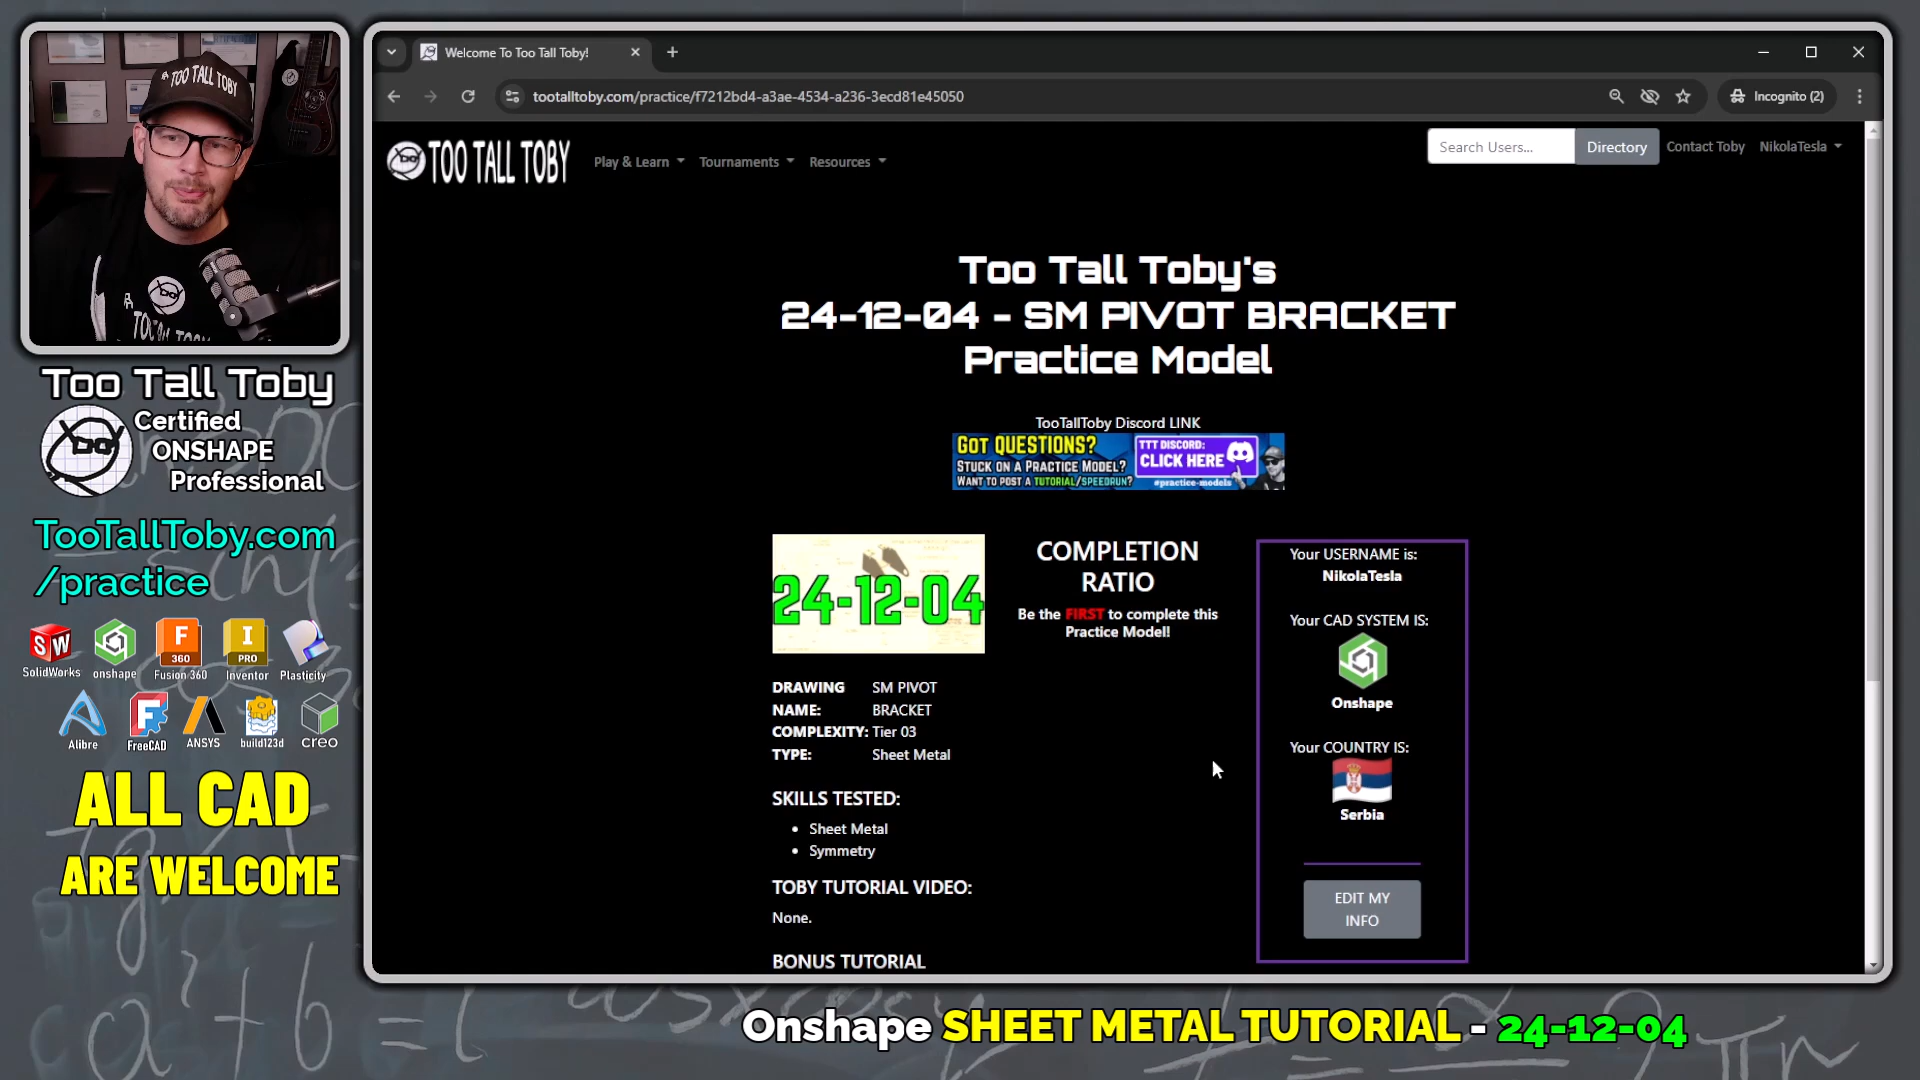 Welcome To Too Tall Toby!
tootalltoby.com/practice/f7212bd4-a3ae-4534-a236-3ecd81e45050
Incognito (2)
TOO TALL TOBY
Play & Learn
Tournaments
Resources
Search Users...
Directory
Contact Toby
NikolaTesla
Too Tall Toby's
24-12-04 - SM PIVOT BRACKET
Practice Model
TooTallToby Discord LINK
GOT QUESTIONS?
STUCK ON A PRACTICE MODEL?
WANT TO POST A TUTORIAL/SPEEDRUN?
TTT DISCORD:
CLICK HERE
#practice-models
24-12-04
COMPLETION
RATIO
Be the FIRST to complete this
Practice Model!
DRAWING NAME: SM PIVOT BRACKET
COMPLEXITY: Tier 03
TYPE: Sheet Metal
SKILLS TESTED:
• Sheet Metal
• Symmetry
TOBY TUTORIAL VIDEO:
None.
BONUS TUTORIAL
Your USERNAME is:
NikolaTesla
Your CAD SYSTEM IS:
Onshape
Your COUNTRY IS:
Serbia
EDIT MY
INFO
TOO TALL TOBY
Too Tall Toby
Certified
ONSHAPE
Professional
TooTallToby.com
/practice
SW
F
360
I
PRO
SolidWorks
onshape
Fusion 360
Inventor
Plasticity
Alibre
FreeCAD
ANSYS
build123d
creo
ALL CAD
ARE WELCOME
Onshape SHEET METAL TUTORIAL - 24-12-04